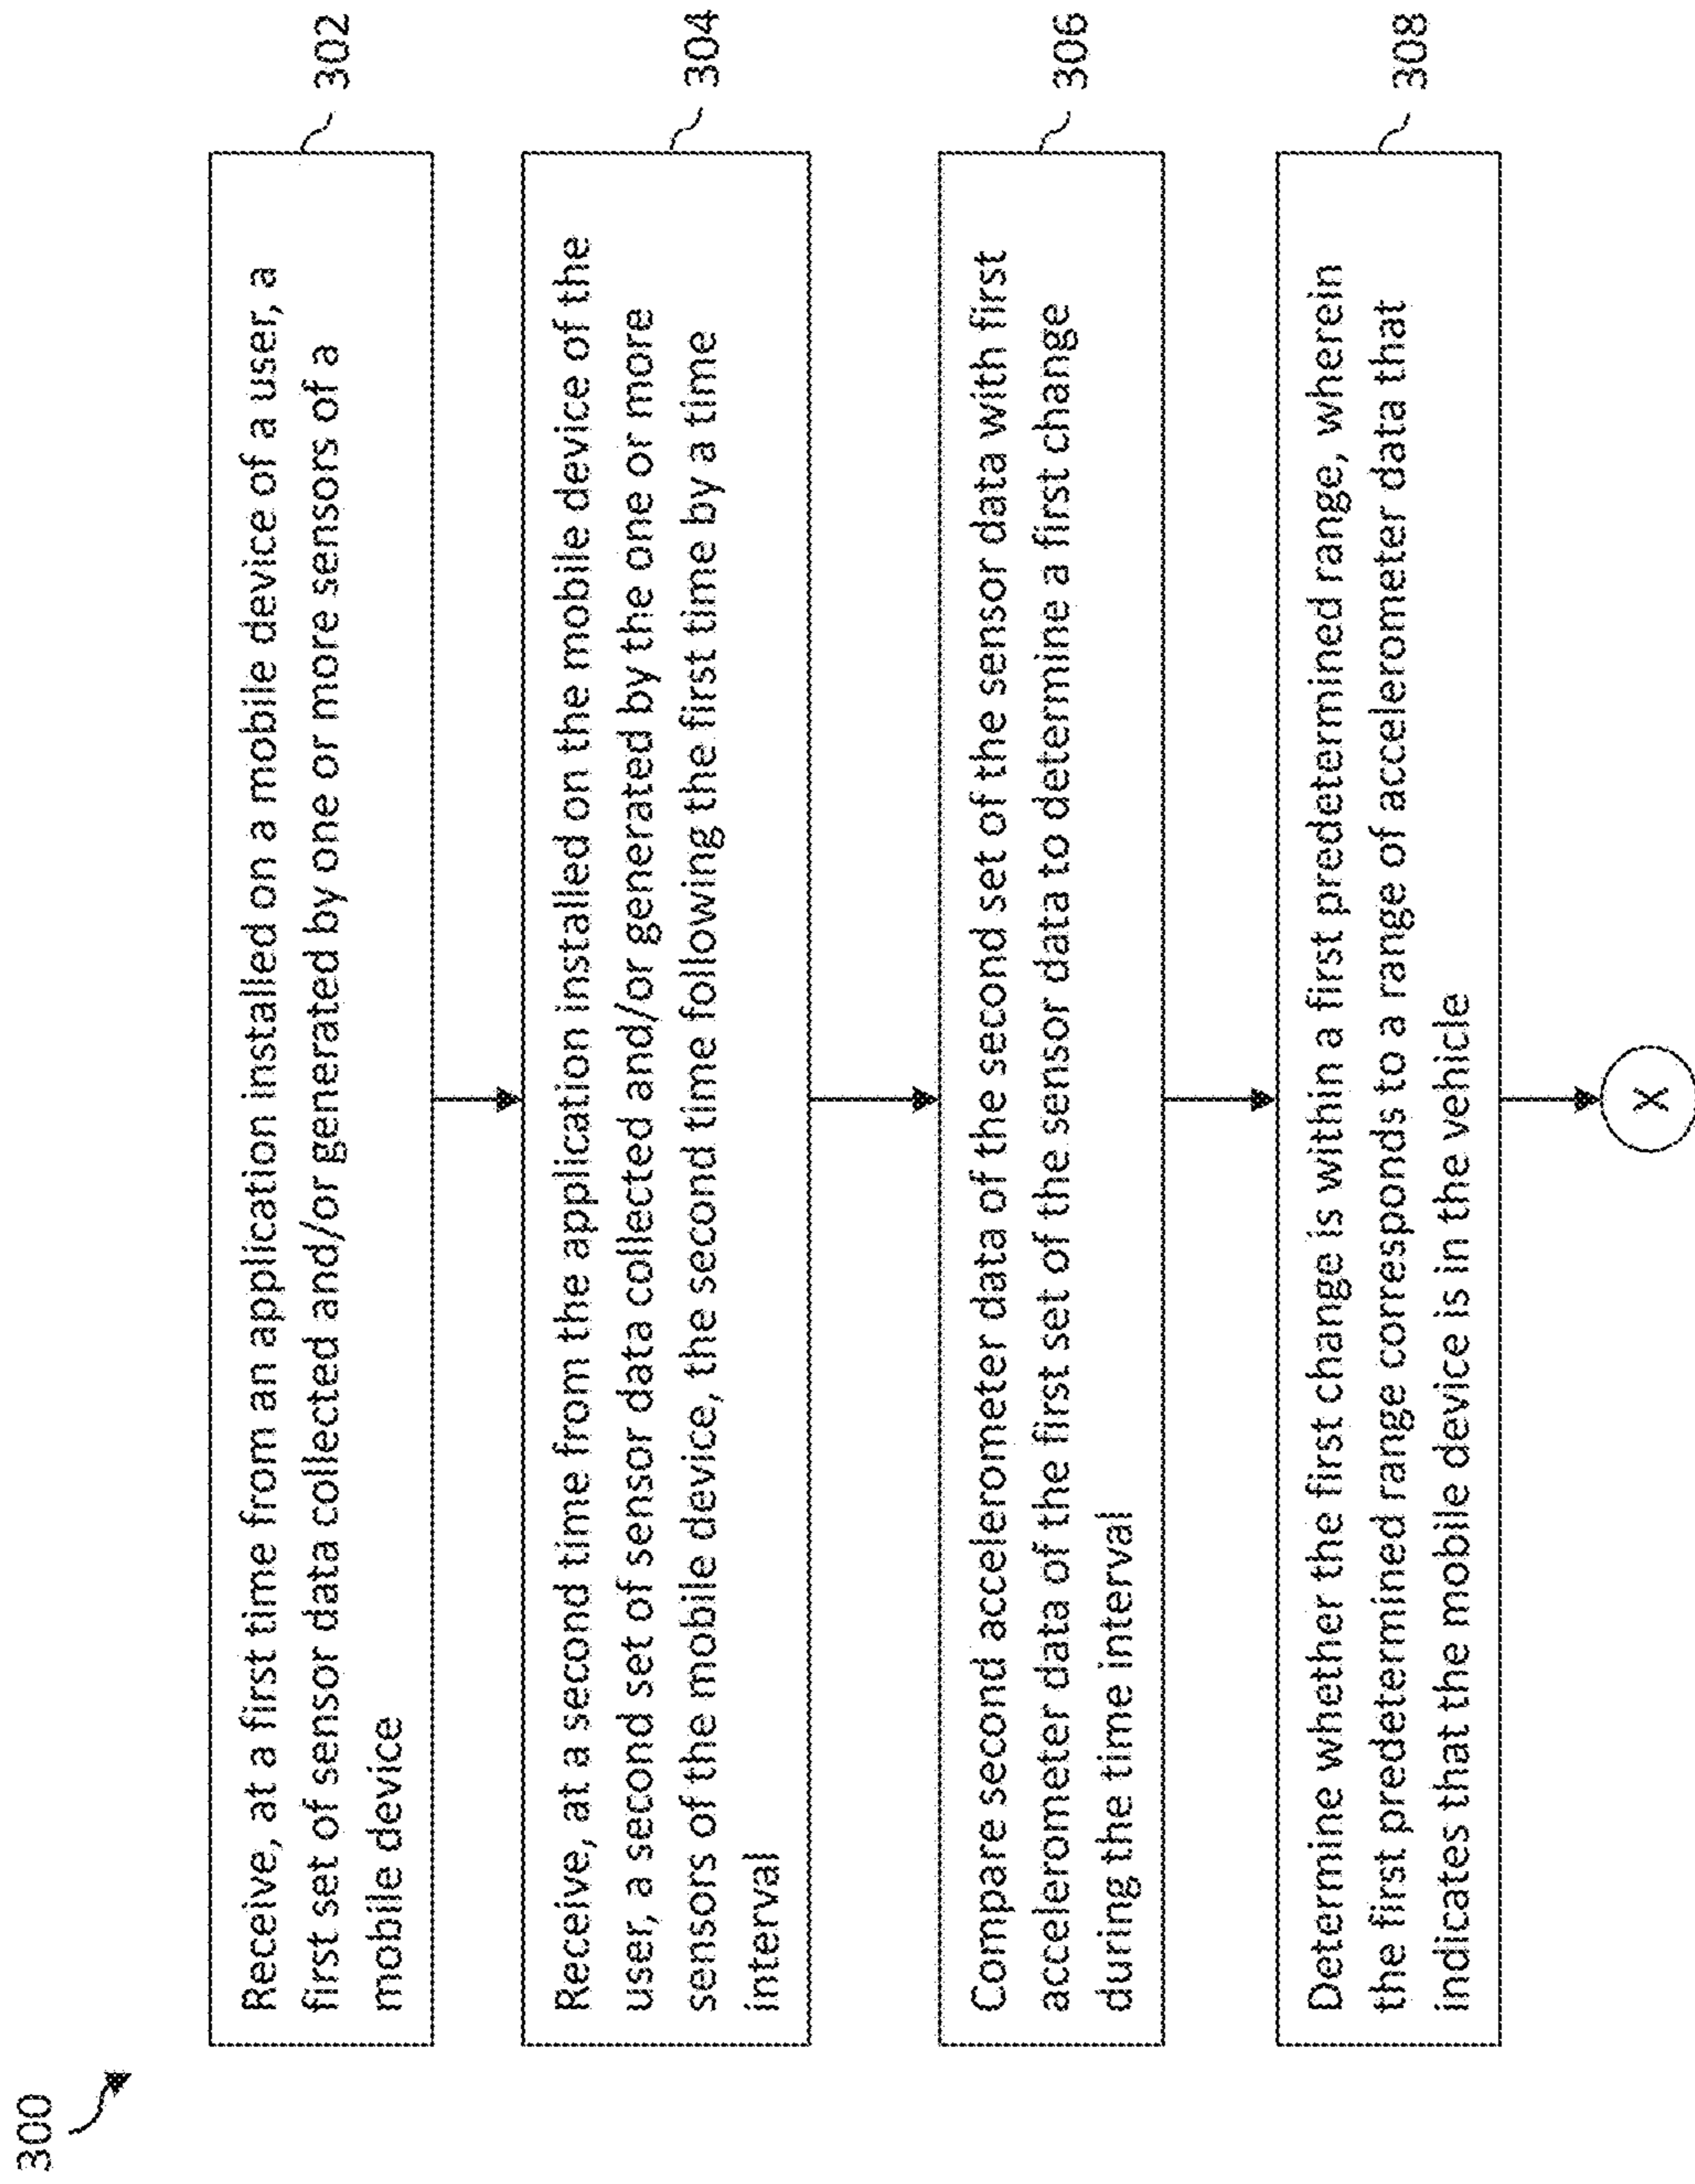 300
Receive, at a first time from an application installed on a mobile device of a user, a
first set of sensor data collected and/or generated by one or more sensors of a
mobile device
302
Receive, at a second time from the application installed on the mobile device of the
user, a second set of sensor data collected and/or generated by the one or more
sensors of the mobile device, the second time following the first time by a time
interval
304
Compare second accelerometer data of the second set of the sensor data with first
accelerometer data of the first set of the sensor data to determine a first change
during the time interval
306
Determine whether the first change is within a first predetermined range, wherein
the first predetermined range corresponds to a range of accelerometer data that
indicates that the mobile device is in the vehicle
308
X